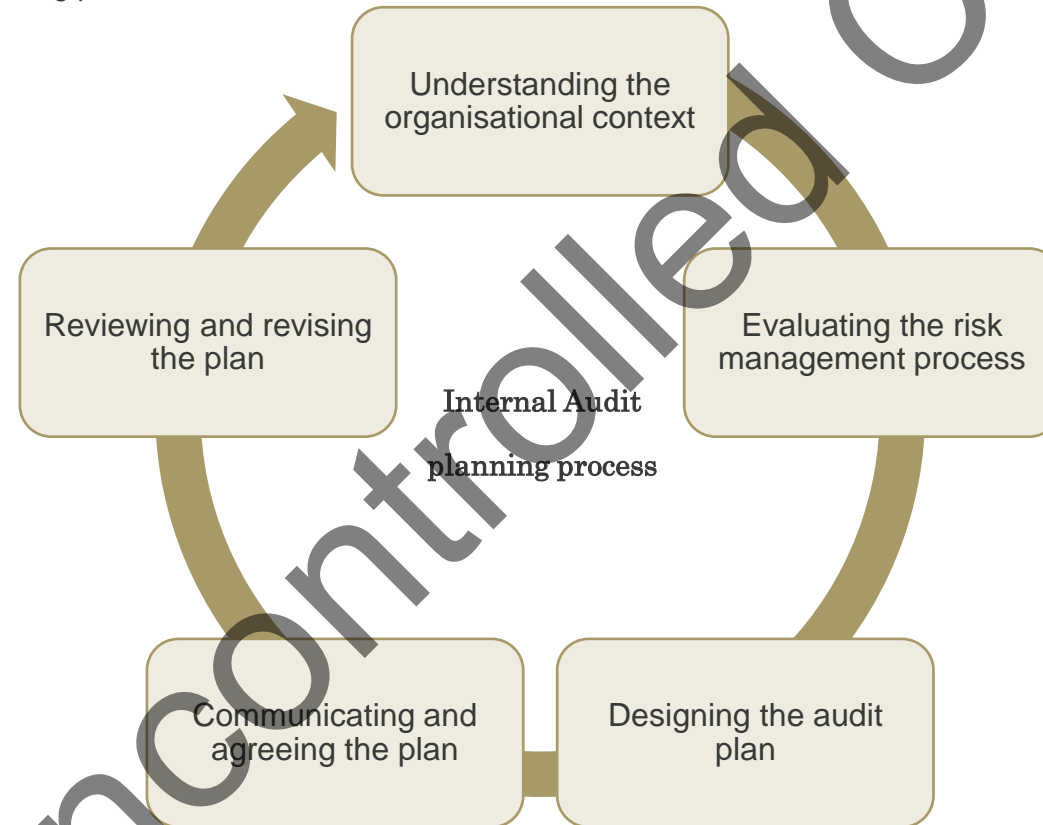 Understanding the
organisational context
Evaluating the risk
management process
Designing the audit
plan
Communicating and
agreeing the plan
Reviewing and revising
the plan
Internal Audit
planning process